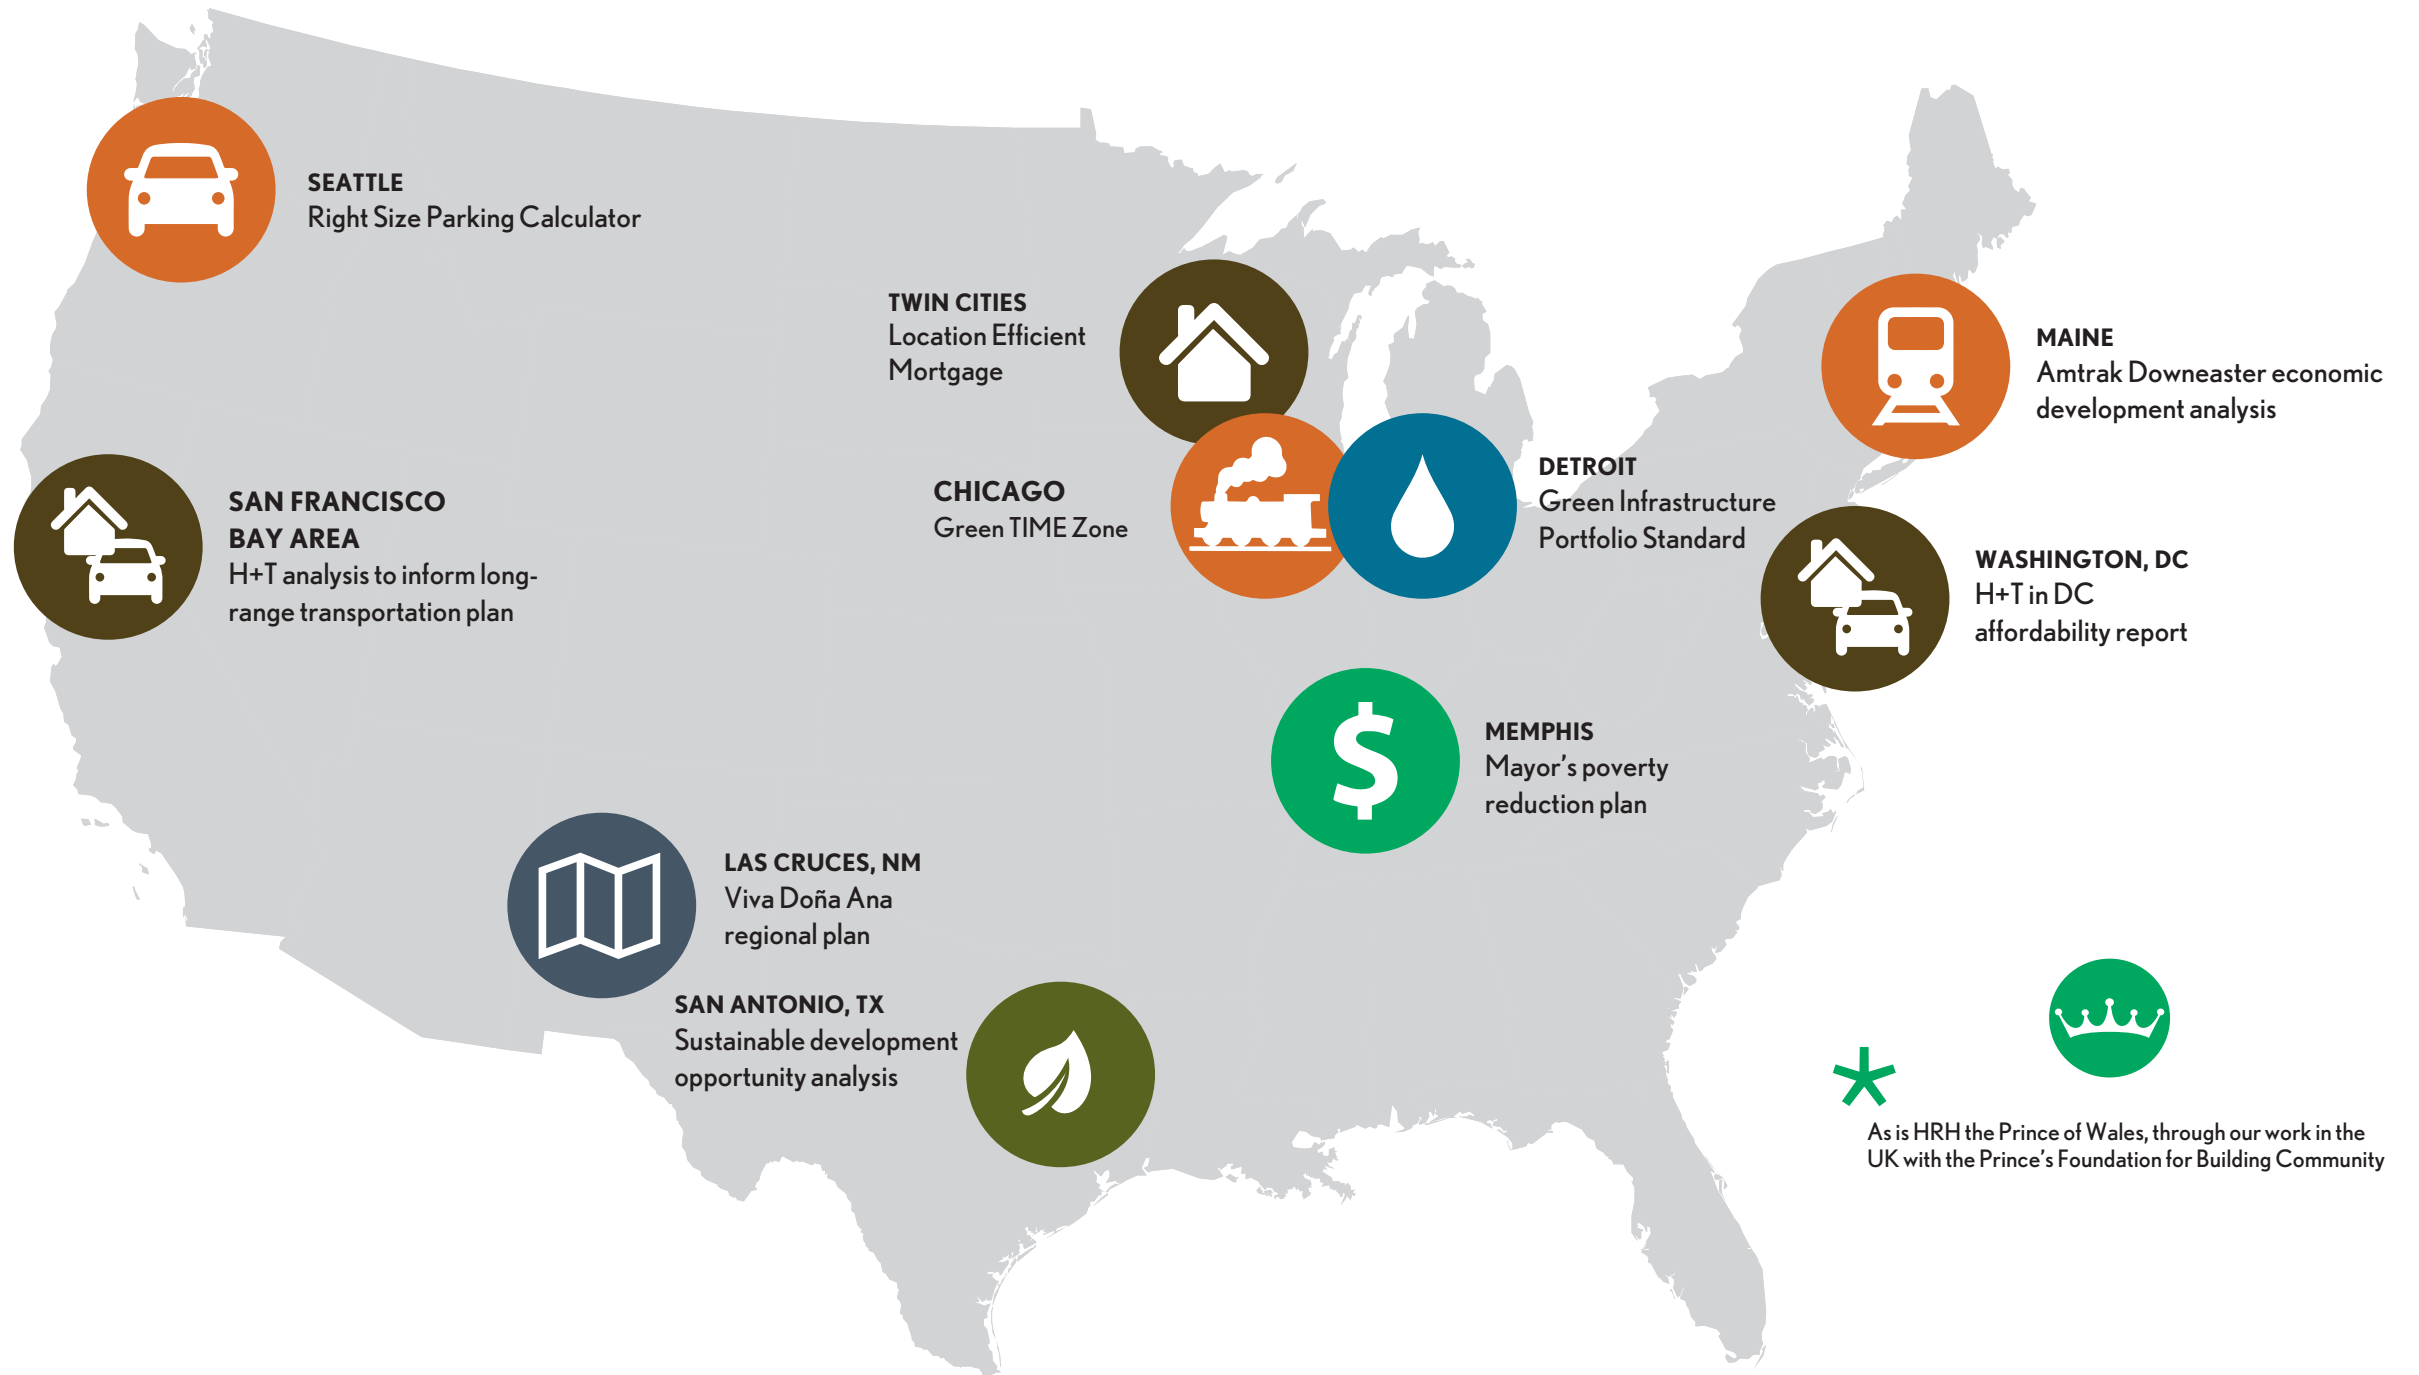 SEATTLE
Right Size Parking Calculator
TWIN CITIES
Location Efficient
Mortgage
MAINE
Amtrak Downeaster economic
development analysis
SAN FRANCISCO
BAY AREA
H+T analysis to inform long-
range transportation plan
CHICAGO
Green TIME Zone
DETROIT
Green Infrastructure
Portfolio Standard
WASHINGTON, DC
H+T in DC
affordability report
$
MEMPHIS
Mayor's poverty
reduction plan
LAS CRUCES, NM
Viva Doña Ana
regional plan
SAN ANTONIO, TX
Sustainable development
opportunity analysis
*
As is HRH the Prince of Wales, through our work in the
UK with the Prince's Foundation for Building Community